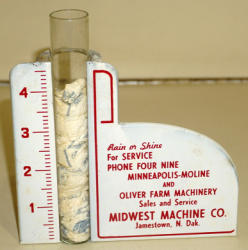 4
3
2
1
Rain or Shine
For SERVICE
PHONE FOUR NINE
MINNEAPOLIS-MOLINE
AND
OLIVER FARM MACHINERY
Sales and Service
MIDWEST MACHINE CO.
Jamestown, N. Dak.